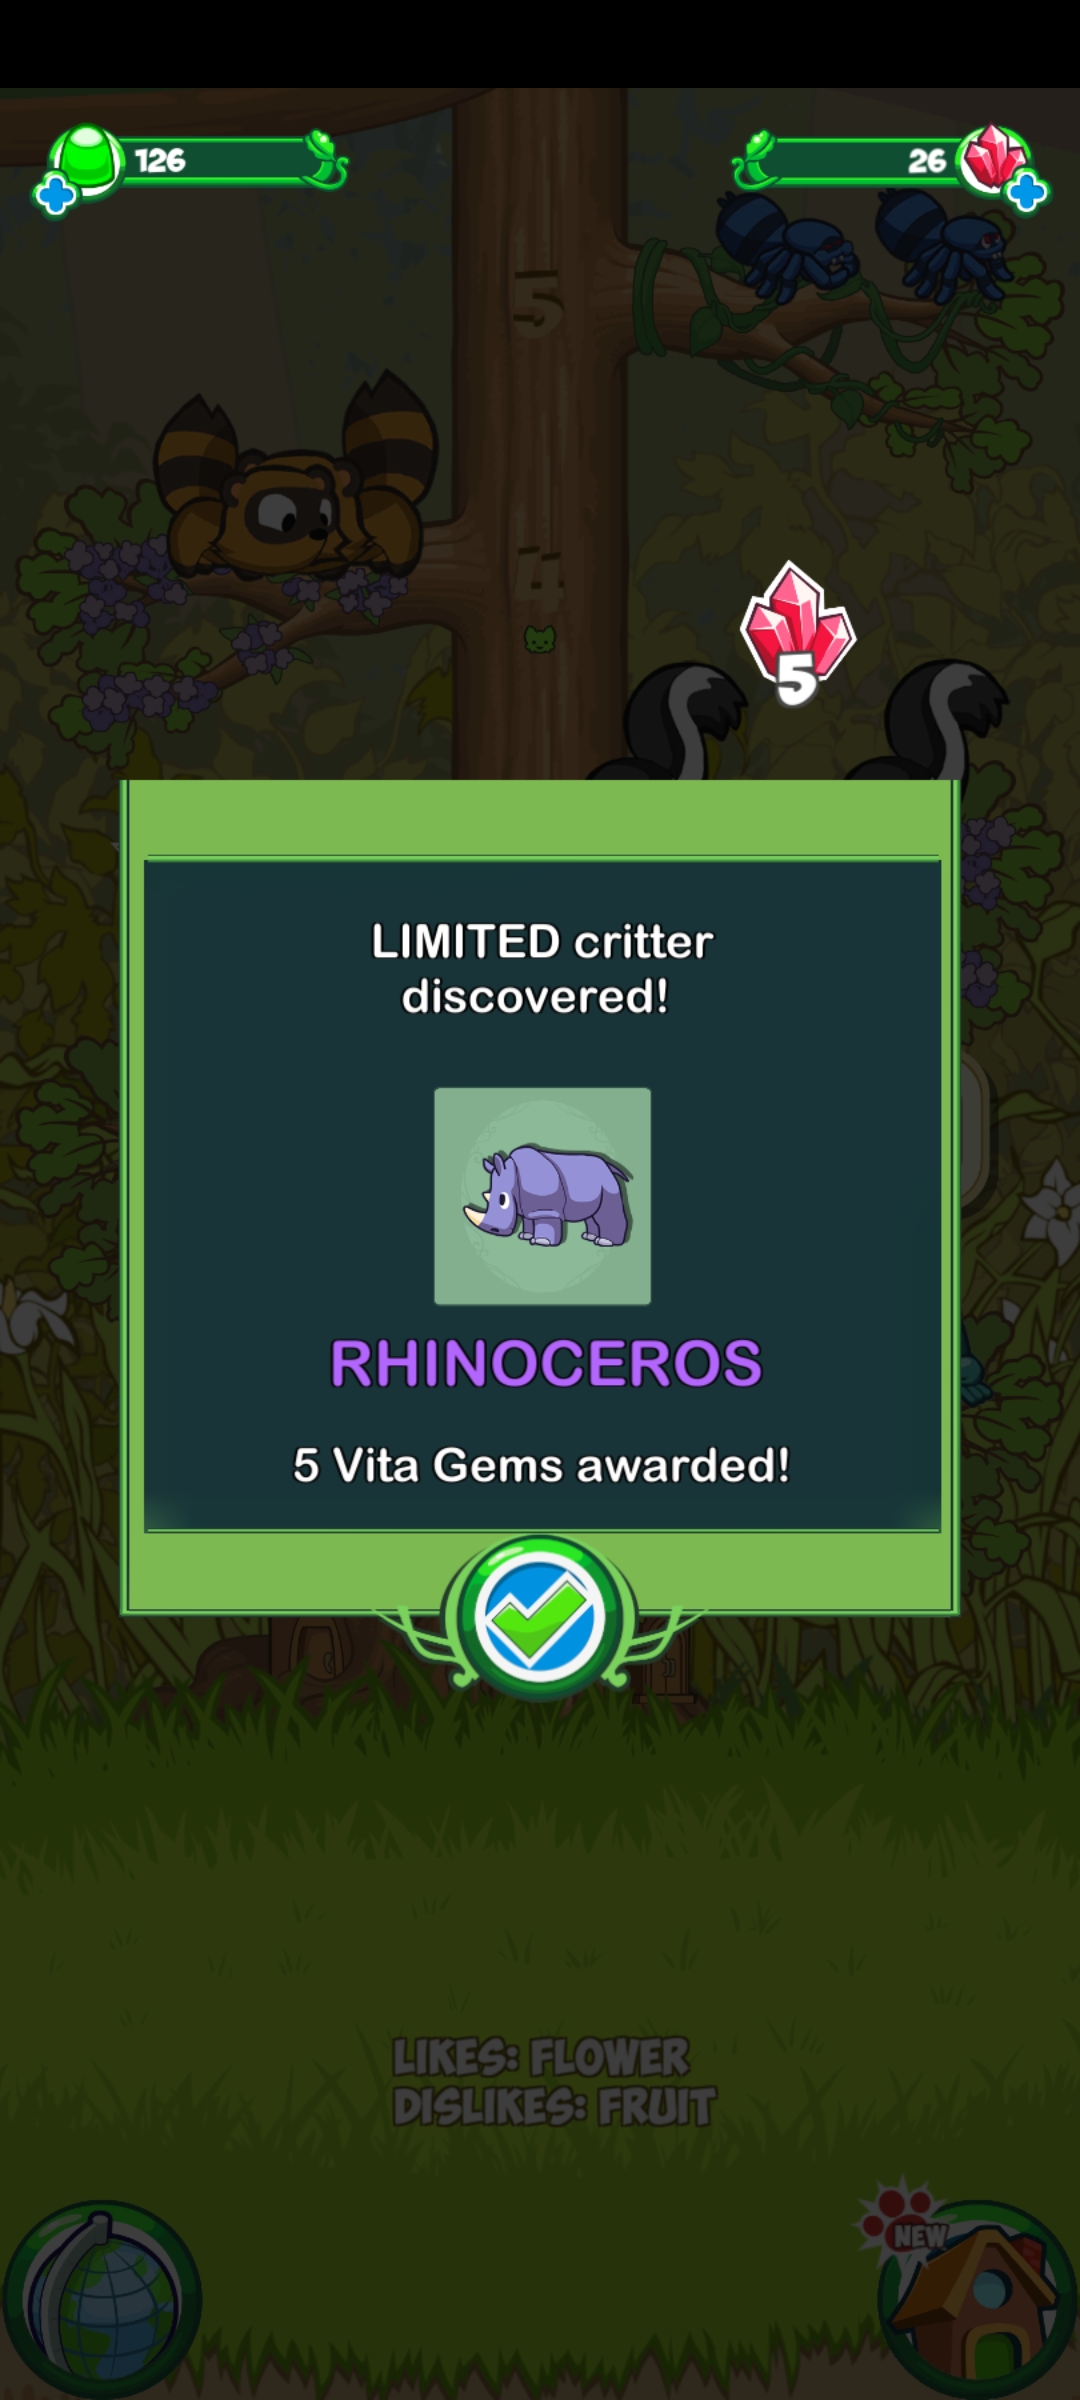 126
26
5
4
5
LIMITED critter
discovered!
RHINOCEROS
5 Vita Gems awarded!
LIKES: FLOWER
DISLIKES: FRUIT
NEW